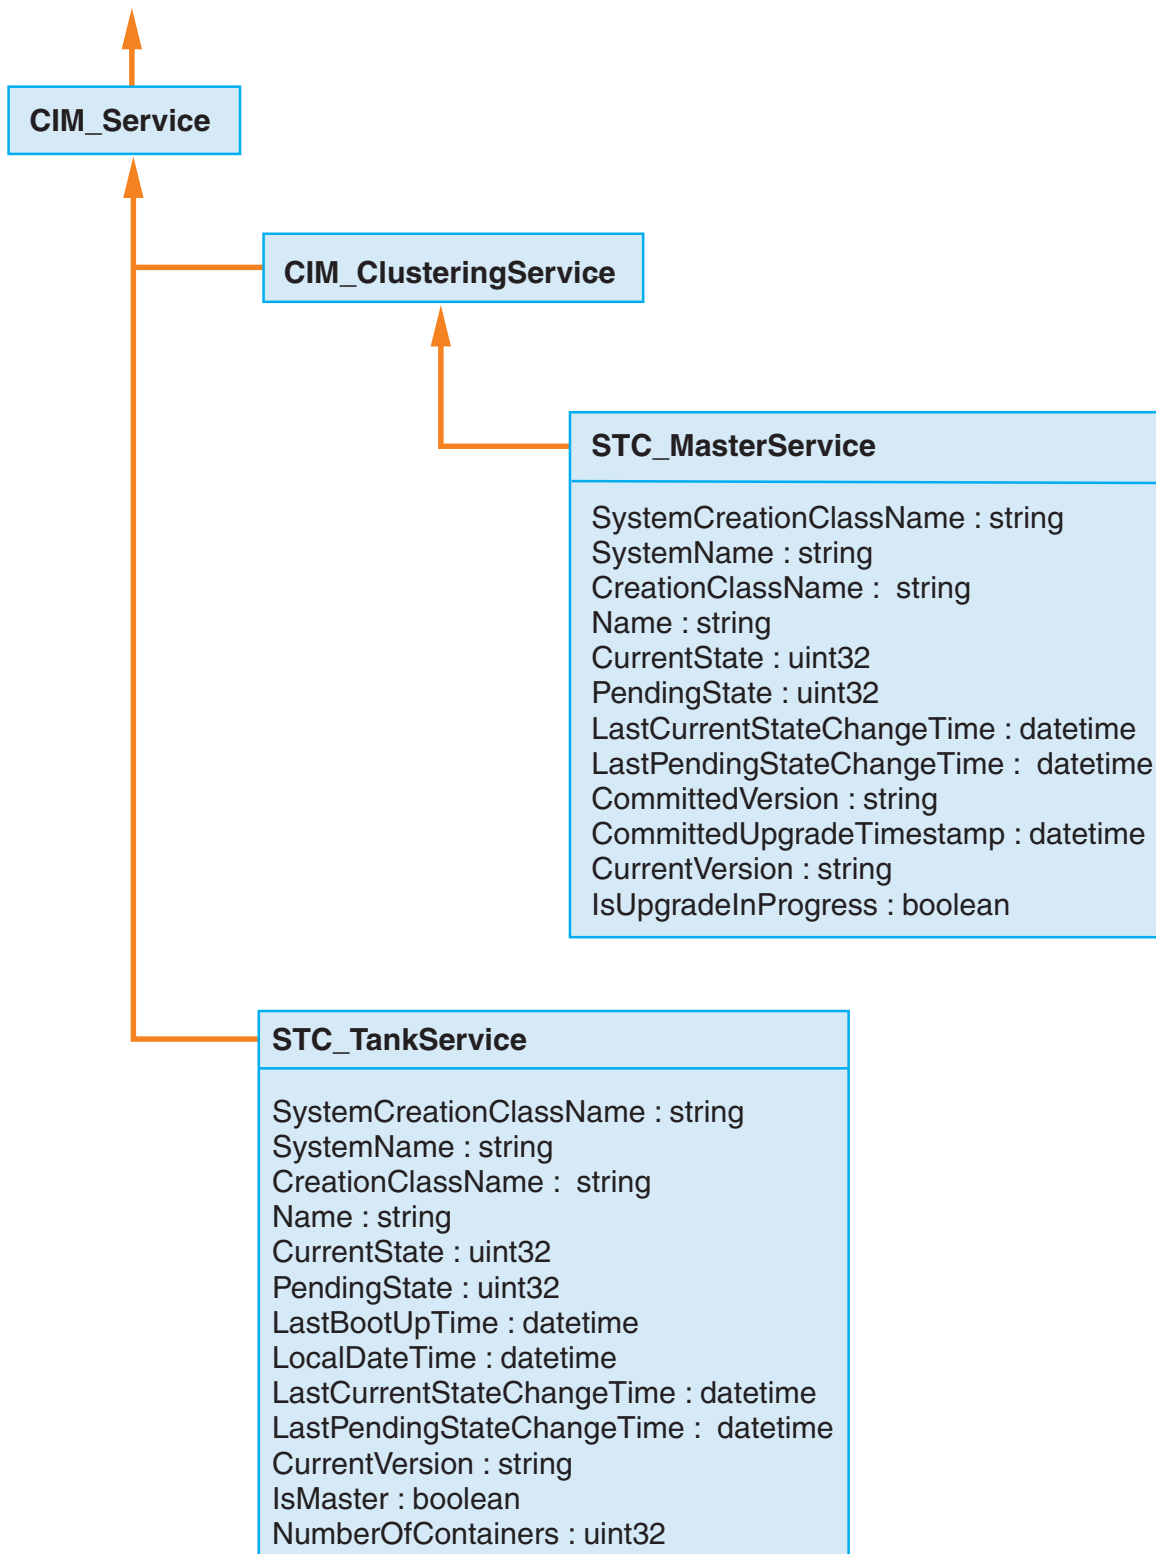 CIM_Service
CIM_ClusteringService
STC_MasterService
SystemCreationClassName : string
SystemName : string
CreationClassName :  string
Name : string
CurrentState : uint32
PendingState : uint32
LastCurrentStateChangeTime : datetime
LastPendingStateChangeTime :  datetime
CommittedVersion : string
CommittedUpgradeTimestamp : datetime
CurrentVersion : string
IsUpgradeInProgress : boolean
STC_TankService
SystemCreationClassName : string
SystemName : string
CreationClassName :  string
Name : string
CurrentState : uint32
PendingState : uint32
LastBootUpTime : datetime
LocalDateTime : datetime
LastCurrentStateChangeTime : datetime
LastPendingStateChangeTime :  datetime
CurrentVersion : string
IsMaster : boolean
NumberOfContainers : uint32